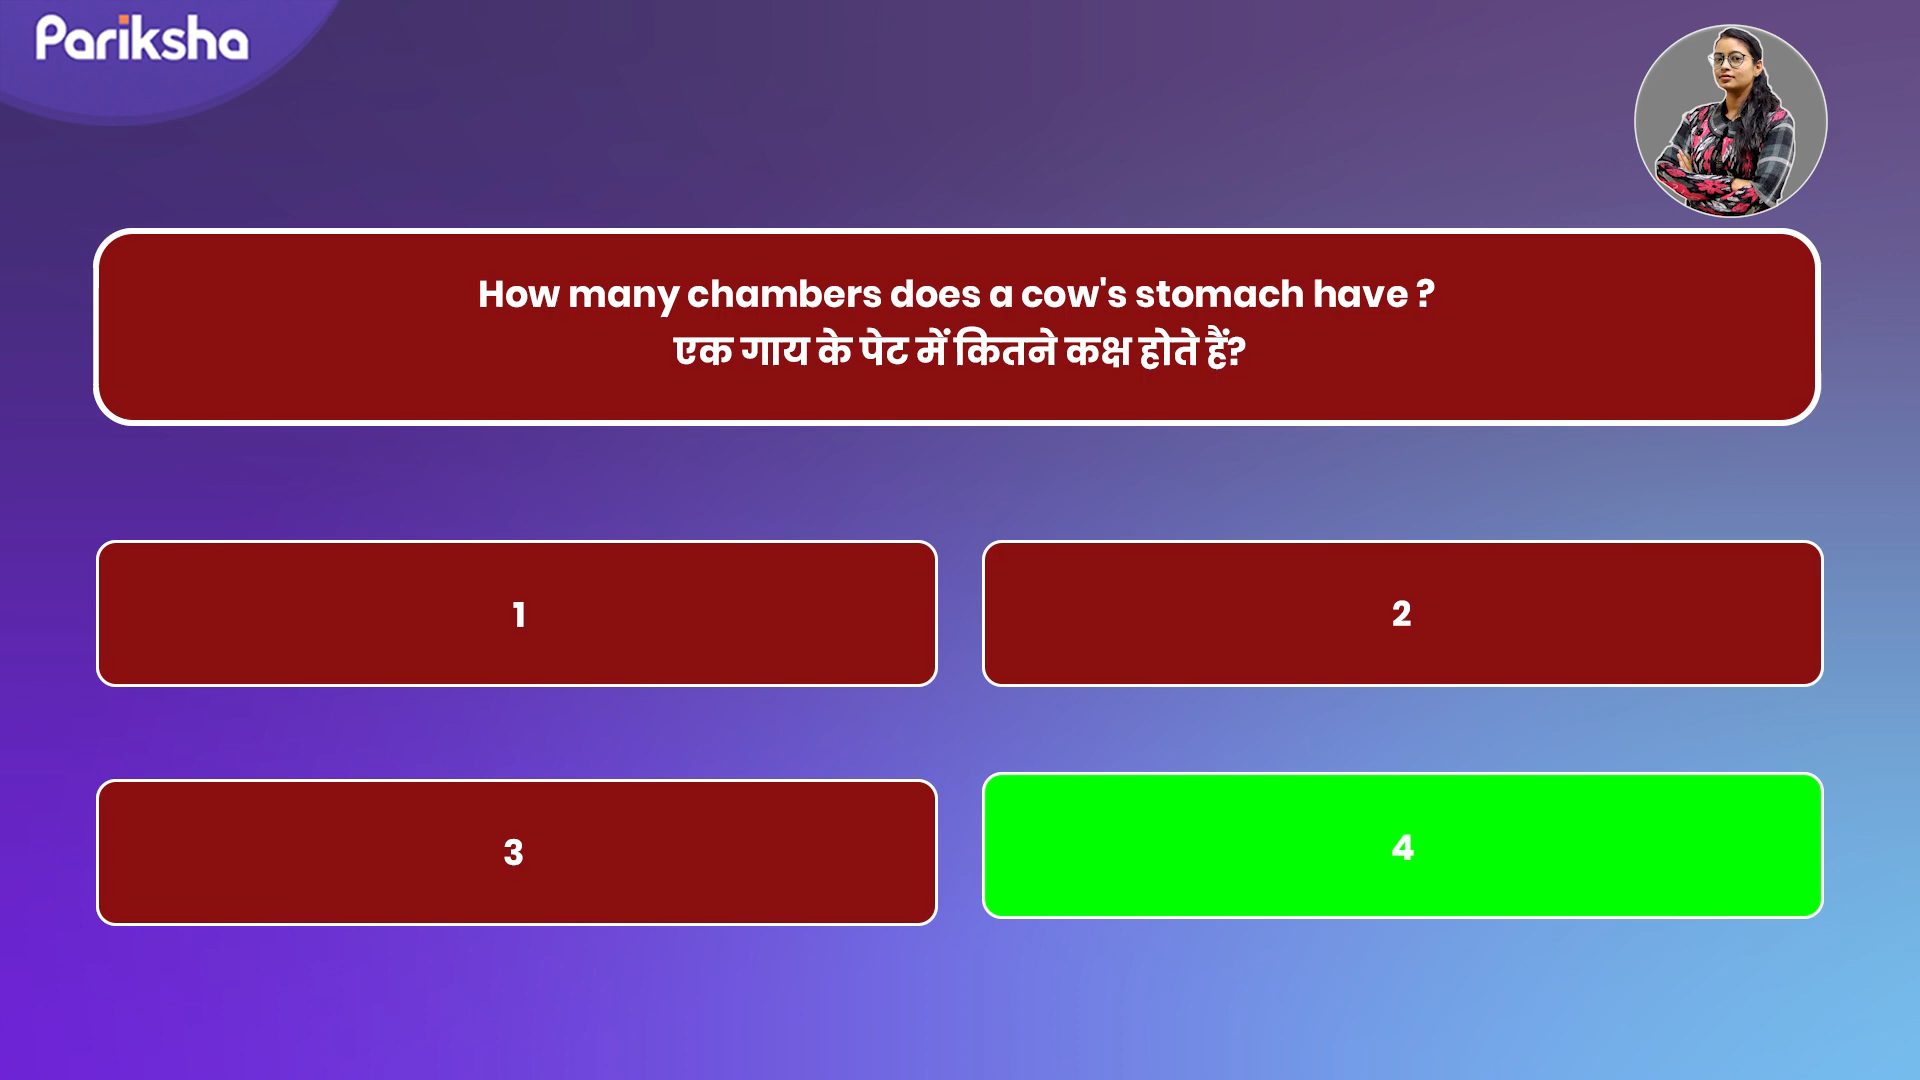 Pariksha
How many chambers does a cow's stomach have ?
एक गाय के पेट में कितने कक्ष होते हैं?
1
2
3
4